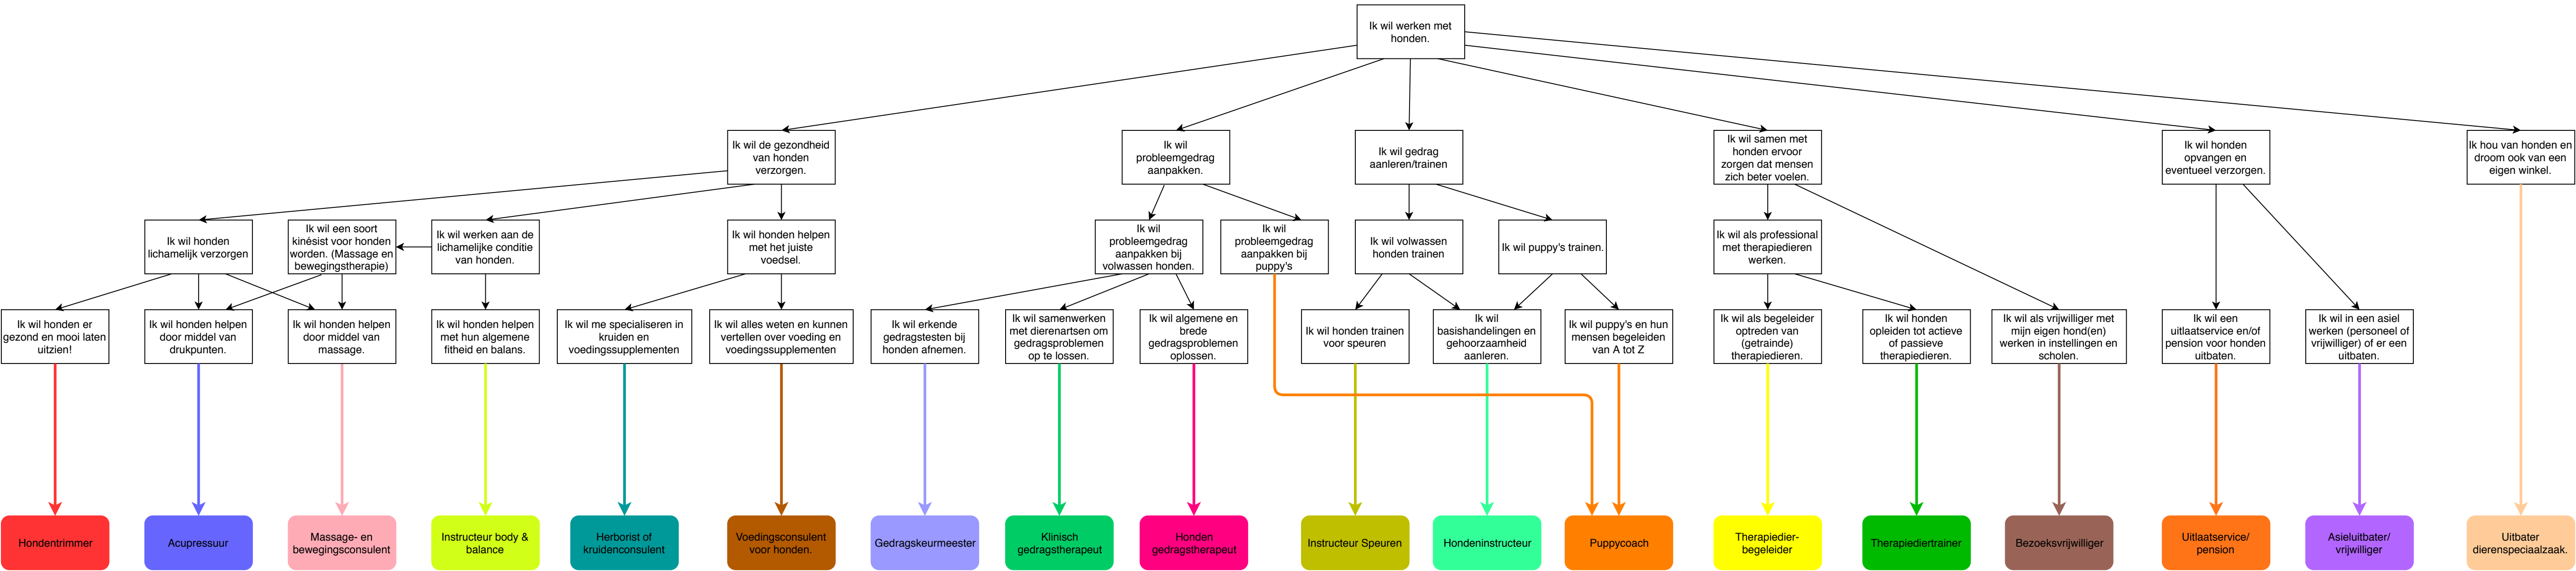 Ik wil werken met
honden.
Ik wil de gezondheid
van honden
verzorgen.
Ik wil
probleemgedrag
aanpakken.
Ik wil gedrag
aanleren/trainen
Ik wil samen met
honden ervoor
zorgen dat mensen
zich beter voelen.
Ik wil honden
opvangen en
eventueel verzorgen.
Ik hou van honden en
droom ook van een
eigen winkel.
Ik wil honden
lichamelijk verzorgen
Ik wil een soort
kinésist voor honden
worden. (Massage en
bewegingstherapie)
Ik wil werken aan de
lichamelijke conditie
van honden.
Ik wil honden helpen
met het juiste
voedsel.
Ik wil
probleemgedrag
aanpakken bij
volwassen honden.
Ik wil
probleemgedrag
aanpakken bij
puppy's
Ik wil volwassen
honden trainen
Ik wil puppy's trainen.
Ik wil als professional
met therapiedieren
werken.
Ik wil honden er
gezond en mooi laten
uitzien!
Ik wil honden helpen
door middel van
drukpunten.
Ik wil honden helpen
door middel van
massage.
Ik wil honden helpen
met hun algemene
fitheid en balans.
Ik wil me specialiseren in
kruiden en
voedingssupplementen
Ik wil alles weten en kunnen
vertellen over voeding en
voedingssupplementen
Ik wil erkende
gedragstesten bij
honden afnemen.
Ik wil samenwerken
met dierenartsen om
gedragsproblemen
op te lossen.
Ik wil algemene en
brede
gedragsproblemen
oplossen.
Ik wil honden trainen
voor speuren
Ik wil
basishandelingen en
gehoorzaamheid
aanleren.
Ik wil puppy's en hun
mensen begeleiden
van A tot Z
Ik wil als begeleider
optreden van
(getrainde)
therapiedieren.
Ik wil honden
opleiden tot actieve
of passieve
therapiedieren.
Ik wil als vrijwilliger met
mijn eigen hond(en)
werken in instellingen en
scholen.
Ik wil een
uitlaatservice en/of
pension voor honden
uitbaten.
Ik wil in een asiel
werken (personeel of
vrijwilliger) of er een
uitbaten.
Hondentrimmer
Acupressuur
Massage- en
bewegingsconsulent
Instructeur body &
balance
Herborist of
kruidenconsulent
Voedingsconsulent
voor honden.
Gedragskeurmeester
Klinisch
gedragstherapeut
Honden
gedragstherapeut
Instructeur Speuren
Hondeninstructeur
Puppycoach
Therapiedier-
begeleider
Therapiediertrainer
Bezoeksvrijwilliger
Uitlaatservice/
pension
Asieluitbater/
vrijwilliger
Uitbater
dierenspeciaalzaak.